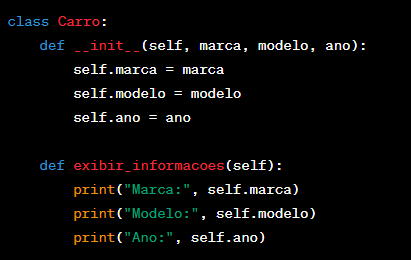 class Carro:
    def __init__(self, marca, modelo, ano):
        self.marca = marca
        self.modelo = modelo
        self.ano = ano

    def exibir_informacoes(self):
        print("Marca:", self.marca)
        print("Modelo:", self.modelo)
        print("Ano:", self.ano)